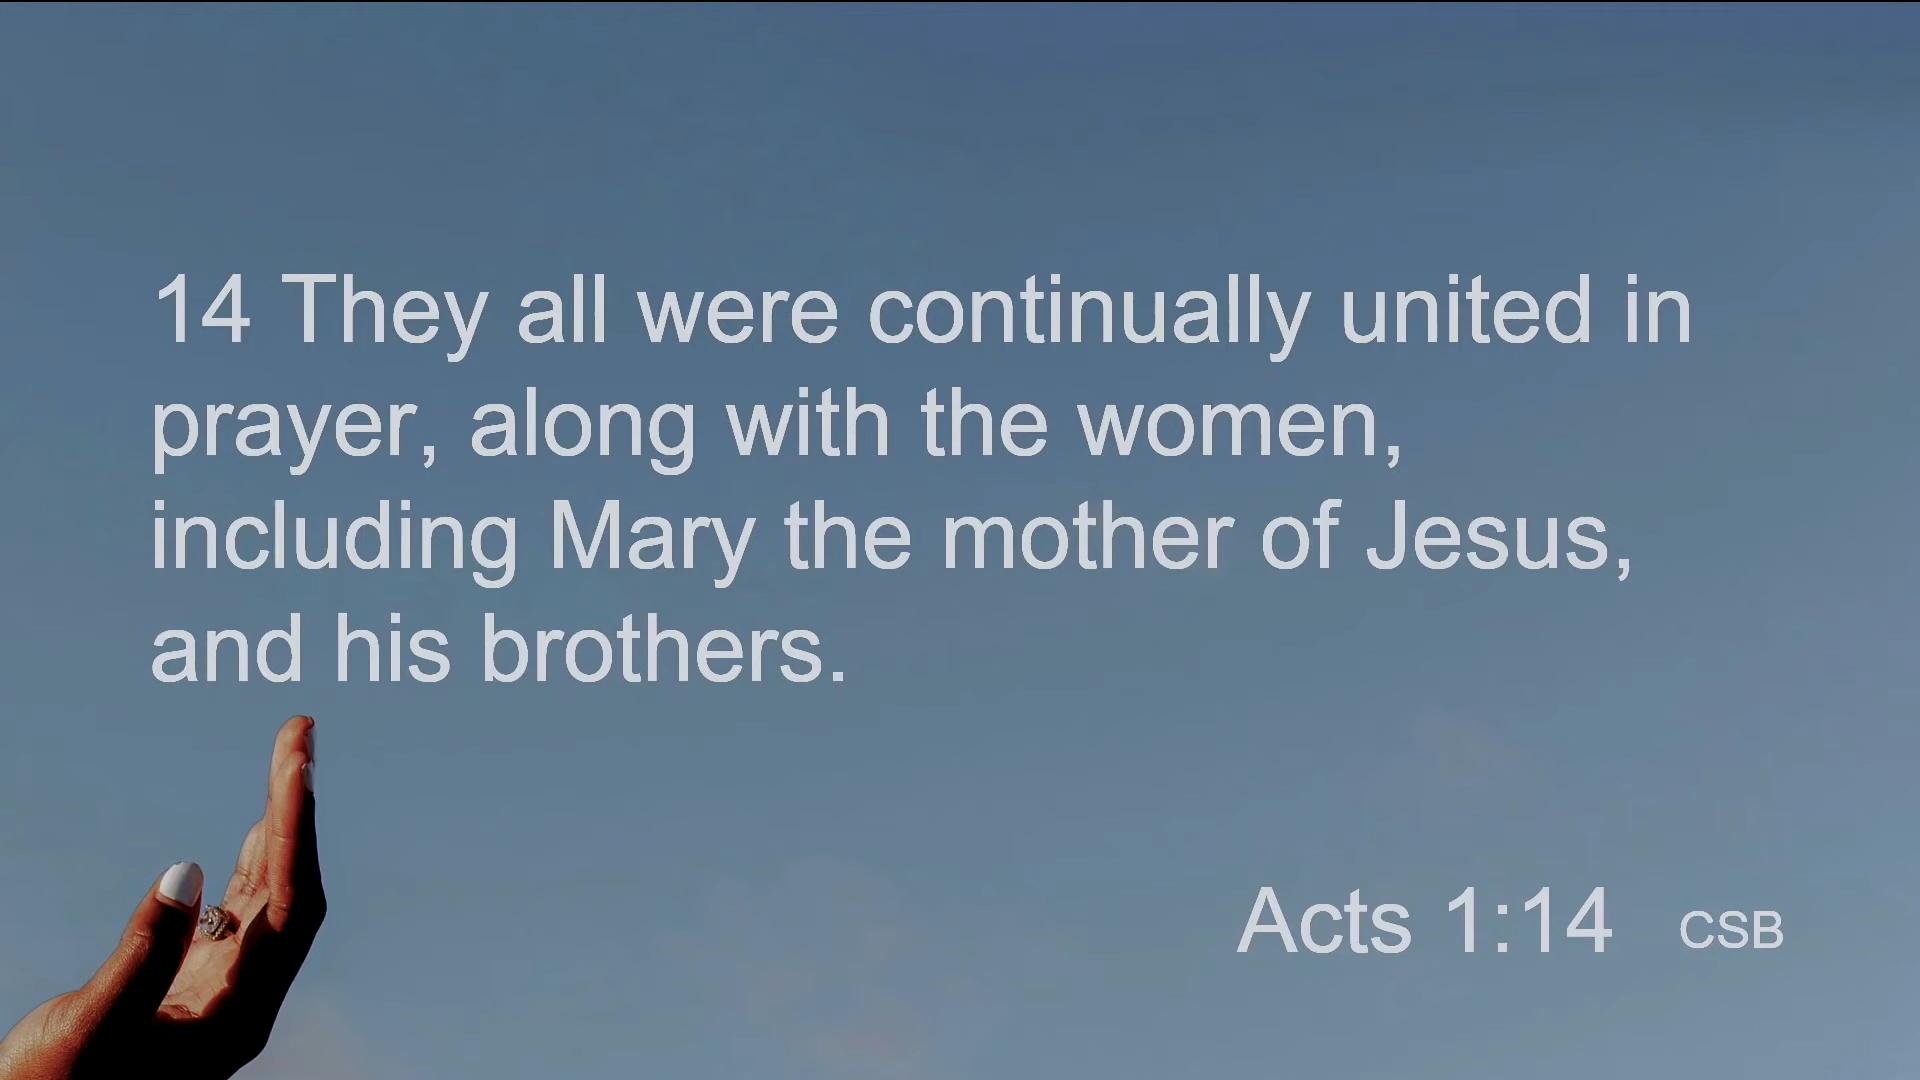 14 They all were continually united in
prayer, along with the women,
including Mary the mother of Jesus,
and his brothers.
Acts 1:14 CSB